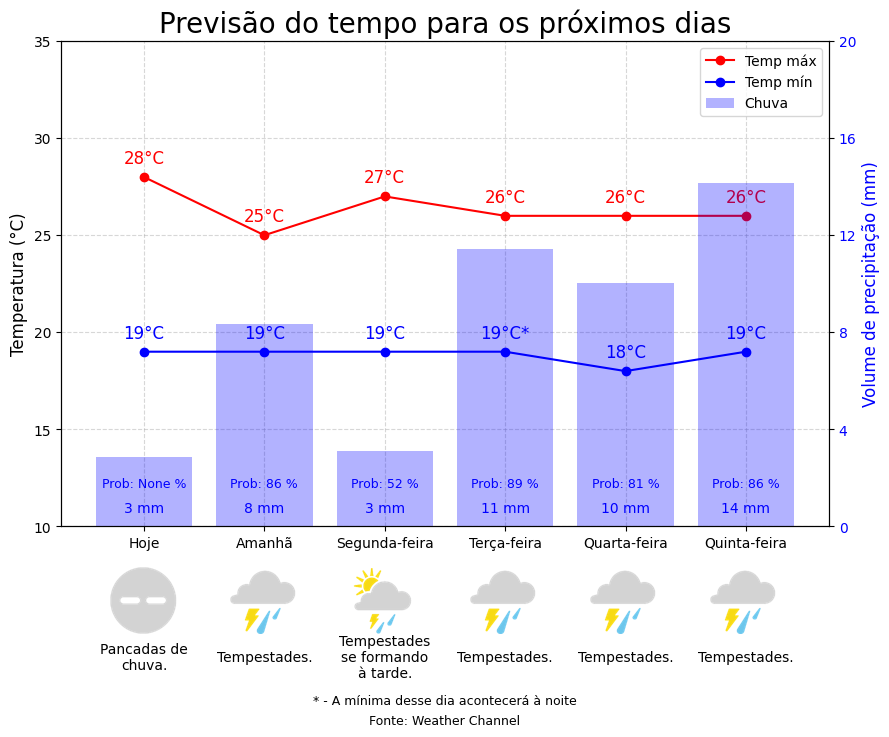 Previsão do tempo para os próximos dias
Temp máx
Temp mín
Chuva
Temperatura (°C)
35
30
25
20
15
10
Volume de precipitação (mm)
20
16
12
8
4
0
28°C
25°C
27°C
26°C
26°C
26°C
19°C
19°C
19°C
19°C*
18°C
19°C
Prob: None %
Prob: 86 %
Prob: 52 %
Prob: 89 %
Prob: 81 %
Prob: 86 %
3 mm
8 mm
3 mm
11 mm
10 mm
14 mm
Hoje
Amanhã
Segunda-feira
Terça-feira
Quarta-feira
Quinta-feira
Pancadas de
chuva.
Tempestades.
Tempestades
se formando
à tarde.
Tempestades.
Tempestades.
Tempestades.
* - A mínima desse dia acontecerá à noite
Fonte: Weather Channel